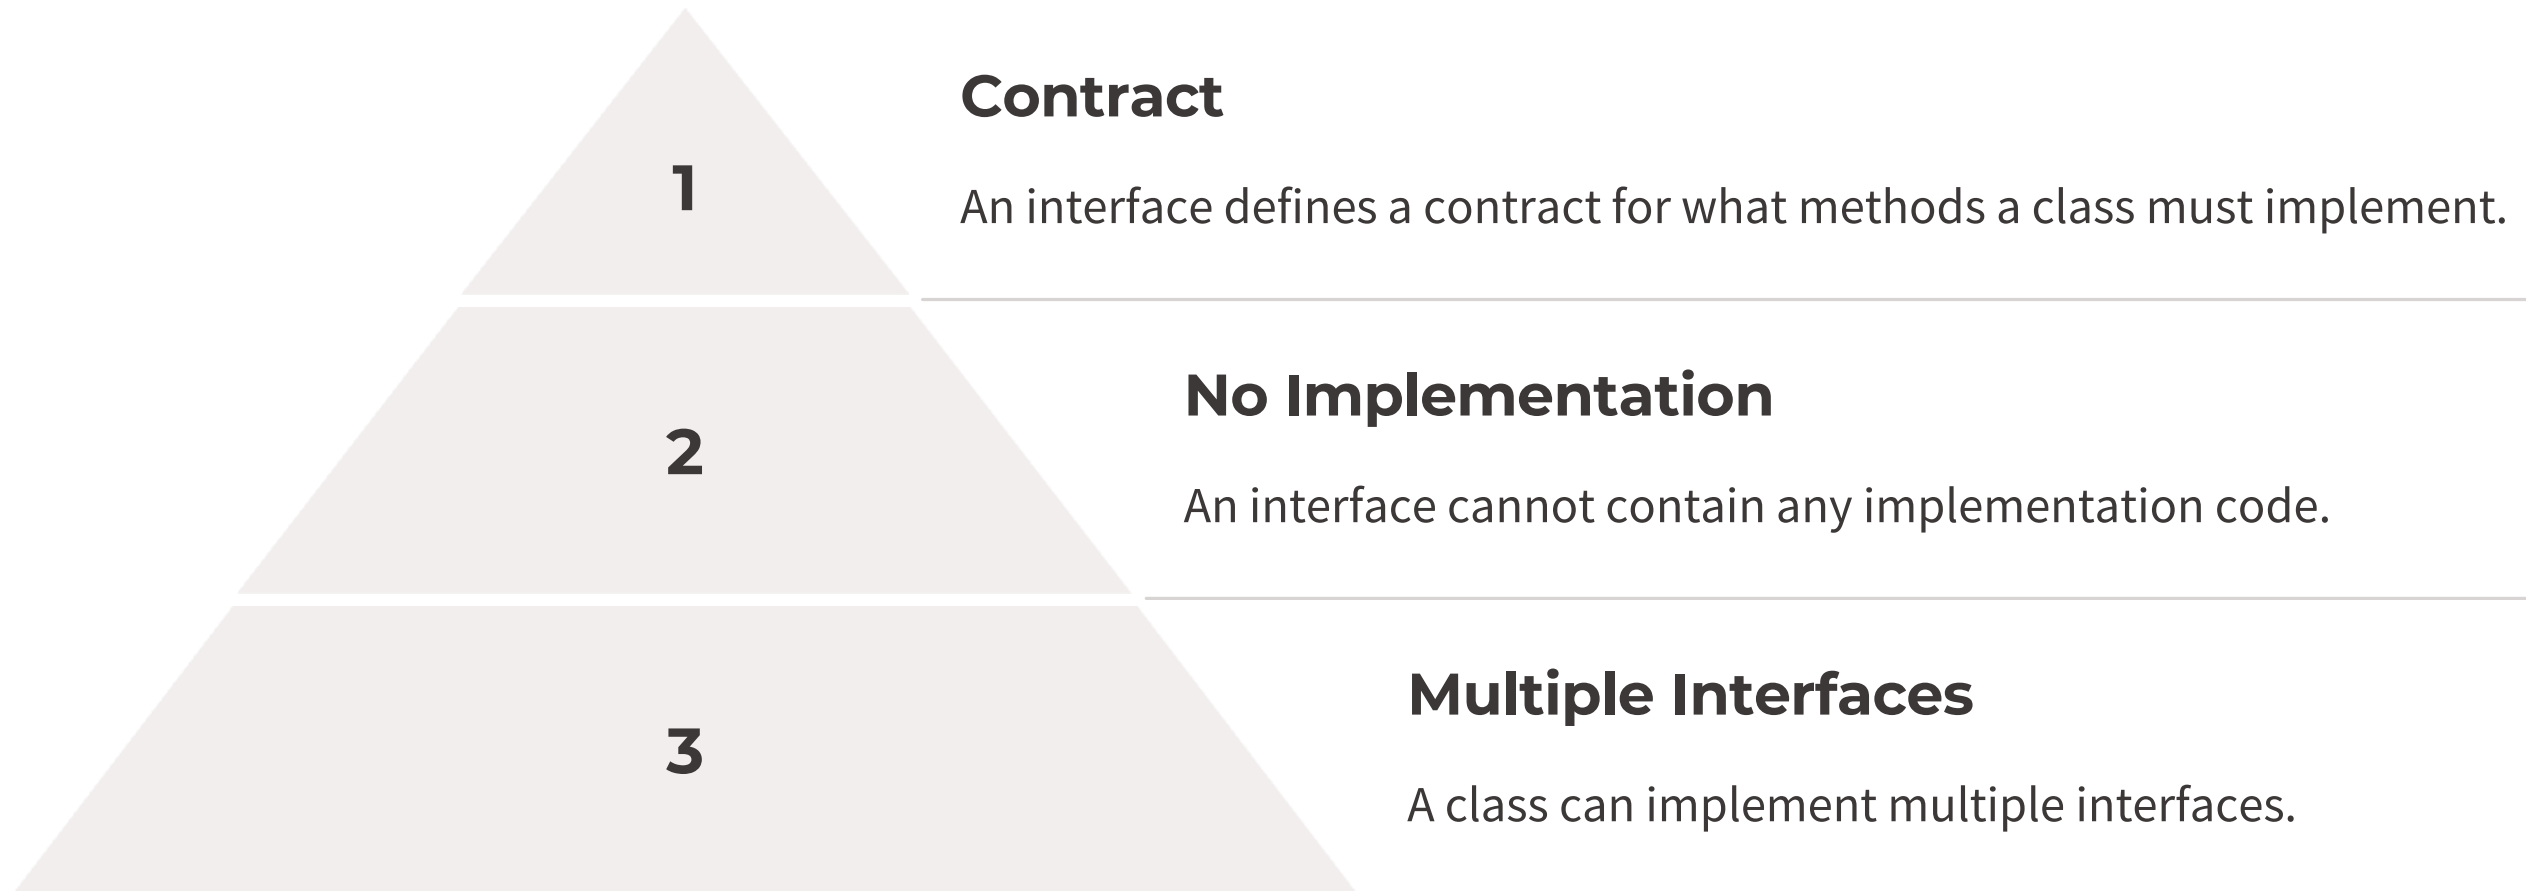 1
Contract
An interface defines a contract for what methods a class must implement.
2
No Implementation
An interface cannot contain any implementation code.
3
Multiple Interfaces
A class can implement multiple interfaces.